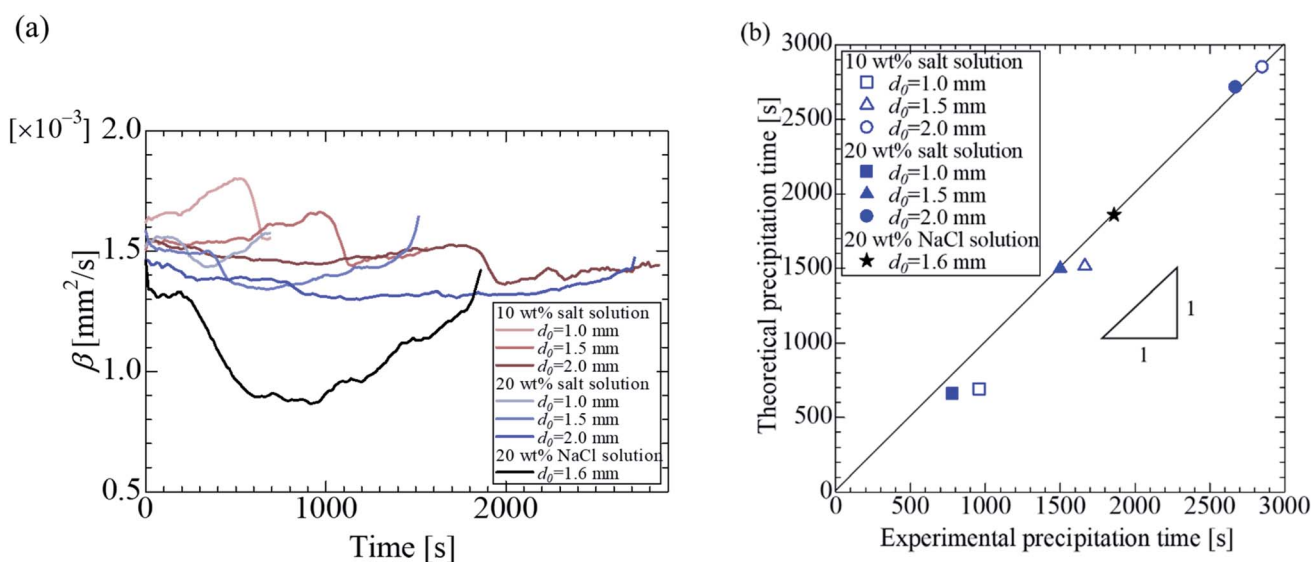 (a)
[×10⁻³]
2.0
1.5
1.0
0.5
β [mm²/s]
0
1000
2000
Time [s]
10 wt% salt solution
d₀=1.0 mm
d₀=1.5 mm
d₀=2.0 mm
20 wt% salt solution
d₀=1.0 mm
d₀=1.5 mm
d₀=2.0 mm
20 wt% NaCl solution
d₀=1.6 mm
(b)
3000
2500
2000
1500
1000
500
0
Theoretical precipitation time [s]
10 wt% salt solution
d₀=1.0 mm
d₀=1.5 mm
d₀=2.0 mm
20 wt% salt solution
d₀=1.0 mm
d₀=1.5 mm
d₀=2.0 mm
20 wt% NaCl solution
d₀=1.6 mm
1
1
0
500
1000
1500
2000
2500
3000
Experimental precipitation time [s]